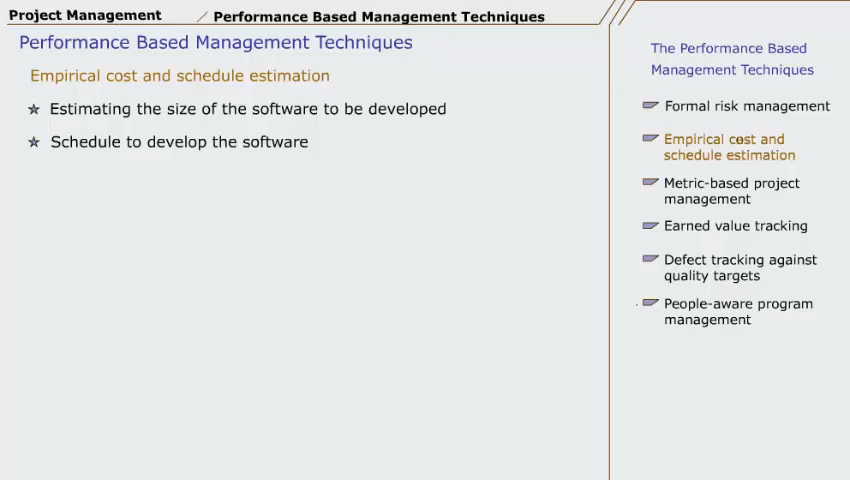 Project Management / Performance Based Management Techniques
Performance Based Management Techniques
Empirical cost and schedule estimation
Estimating the size of the software to be developed
Schedule to develop the software
The Performance Based
Management Techniques
Formal risk management
Empirical cost and
schedule estimation
Metric-based project
management
Earned value tracking
Defect tracking against
quality targets
People-aware program
management